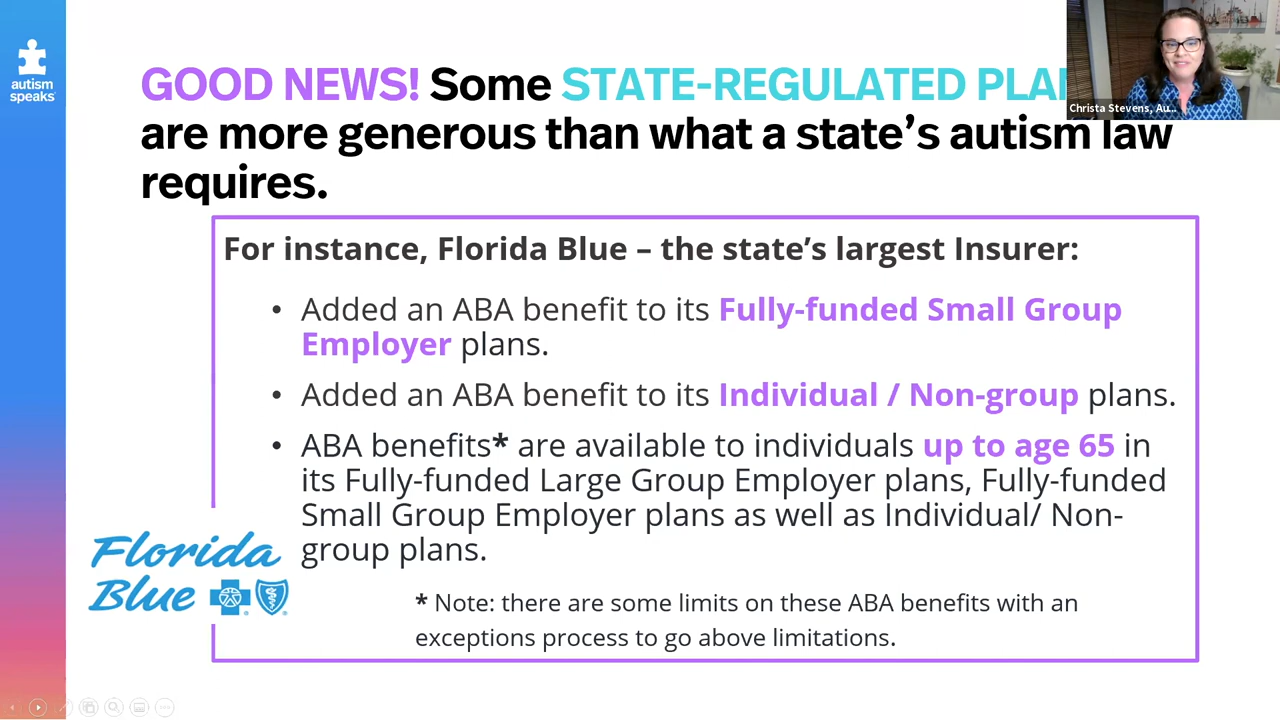 autism
speaks
GOOD NEWS! Some STATE-REGULATED
are more generous than what a state's autism law
requires.
Christa Stevens, Au...
For instance, Florida Blue – the state's largest Insurer:
• Added an ABA benefit to its Fully-funded Small Group
Employer plans.
• Added an ABA benefit to its Individual / Non-group plans.
• ABA benefits* are available to individuals up to age 65 in
its Fully-funded Large Group Employer plans, Fully-funded
Small Group Employer plans as well as Individual/ Non-
group plans.
Florida
Blue
* Note: there are some limits on these ABA benefits with an
exceptions process to go above limitations.